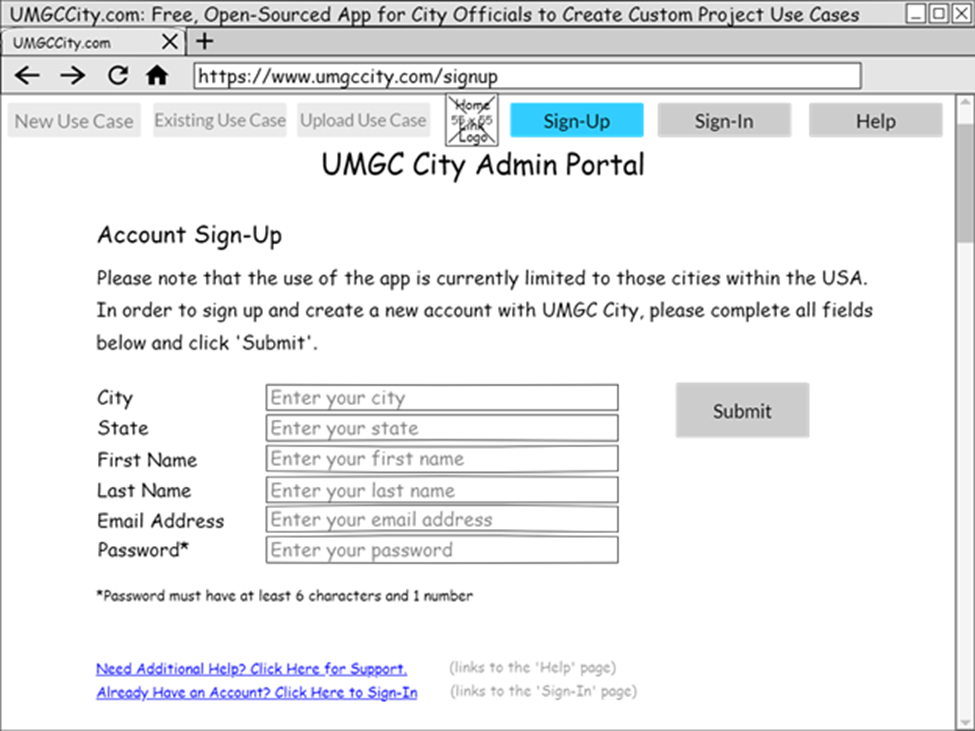 UMGCCity.com: Free, Open-Sourced App for City Officials to Create Custom Project Use Cases
UMGCCity.com
https://www.umgccity.com/signup
New Use Case Existing Use Case Upload Use Case Home Sign-Up Sign-In Help
55 x 55
Link
Logo
UMGC City Admin Portal
Account Sign-Up
Please note that the use of the app is currently limited to those cities within the USA.
In order to sign up and create a new account with UMGC City, please complete all fields
below and click 'Submit'.
City Enter your city Submit
State Enter your state
First Name Enter your first name
Last Name Enter your last name
Email Address Enter your email address
Password* Enter your password
*Password must have at least 6 characters and 1 number
Need Additional Help? Click Here for Support. (links to the 'Help' page)
Already Have an Account? Click Here to Sign-In (links to the 'Sign-In' page)